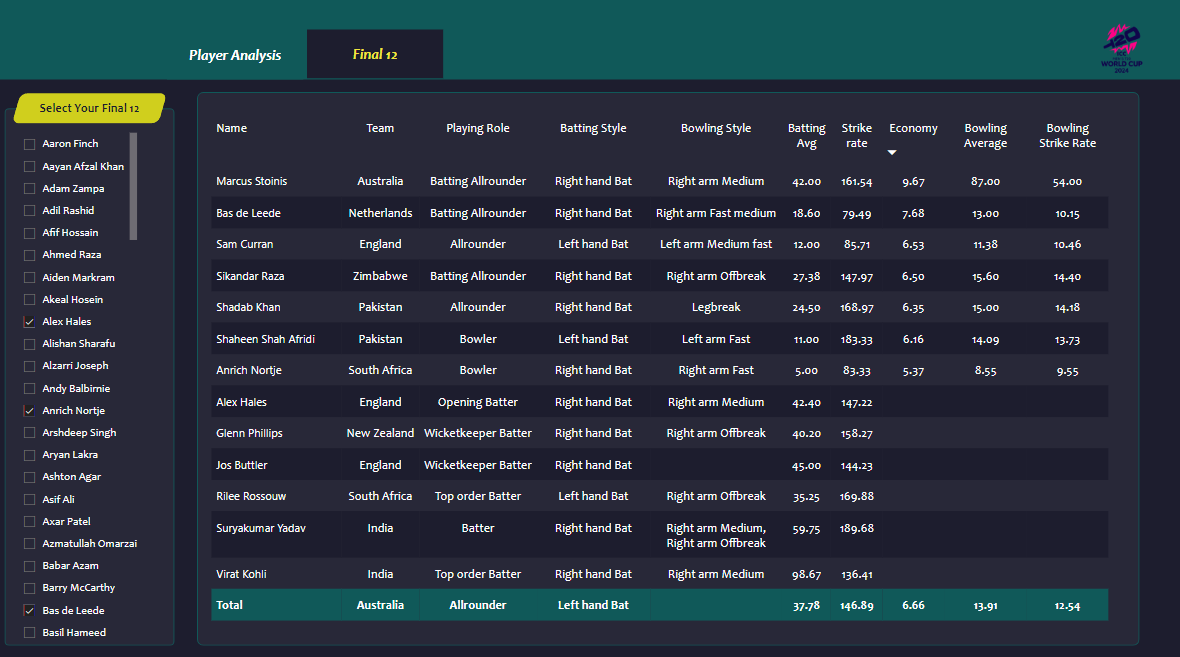 Player Analysis
Final 12
T20
WORLD CUP
2024
Select Your Final 12
Aaron Finch
Aayan Afzal Khan
Adam Zampa
Adil Rashid
Afif Hossain
Ahmed Raza
Aiden Markram
Akeal Hosein
Alex Hales
Alishan Sharafu
Alzarri Joseph
Andy Balbirnie
Anrich Nortje
Arshdeep Singh
Aryan Lakra
Ashton Agar
Asif Ali
Axar Patel
Azmatullah Omarzai
Babar Azam
Barry McCarthy
Bas de Leede
Basil Hameed
Name Team Playing Role Batting Style Bowling Style Batting Avg Strike rate Economy Bowling Average Bowling Strike Rate
Marcus Stoinis Australia Batting Allrounder Right hand Bat Right arm Medium 42.00 161.54 9.67 87.00 54.00
Bas de Leede Netherlands Batting Allrounder Right hand Bat Right arm Fast medium 18.60 79.49 7.68 13.00 10.15
Sam Curran England Allrounder Left hand Bat Left arm Medium fast 12.00 85.71 6.53 11.38 10.46
Sikandar Raza Zimbabwe Batting Allrounder Right hand Bat Right arm Offbreak 27.38 147.97 6.50 15.60 14.40
Shadab Khan Pakistan Allrounder Right hand Bat Legbreak 24.50 168.97 6.35 15.00 14.18
Shaheen Shah Afridi Pakistan Bowler Left hand Bat Left arm Fast 11.00 183.33 6.16 14.09 13.73
Anrich Nortje South Africa Bowler Right hand Bat Right arm Fast 5.00 83.33 5.37 8.55 9.55
Alex Hales England Opening Batter Right hand Bat Right arm Medium 42.40 147.22
Glenn Phillips New Zealand Wicketkeeper Batter Right hand Bat Right arm Offbreak 40.20 158.27
Jos Buttler England Wicketkeeper Batter Right hand Bat 45.00 144.23
Rilee Rossouw South Africa Top order Batter Left hand Bat Right arm Offbreak 35.25 169.88
Suryakumar Yadav India Batter Right hand Bat Right arm Medium, Right arm Offbreak 59.75 189.68
Virat Kohli India Top order Batter Right hand Bat Right arm Medium 98.67 136.41
Total Australia Allrounder Left hand Bat 37.78 146.89 6.66 13.91 12.54